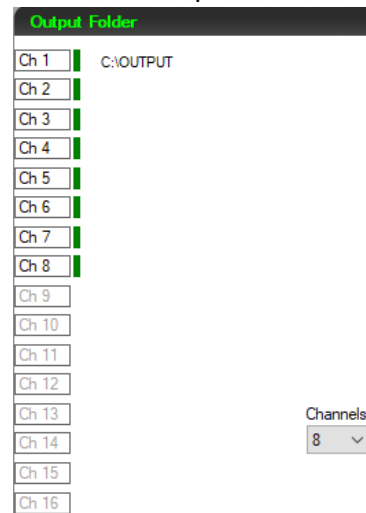 Output Folder
Ch 1 C:\OUTPUT
Ch 2
Ch 3
Ch 4
Ch 5
Ch 6
Ch 7
Ch 8
Ch 9
Ch 10
Ch 11
Ch 12
Ch 13 Channels
Ch 14 8
Ch 15
Ch 16